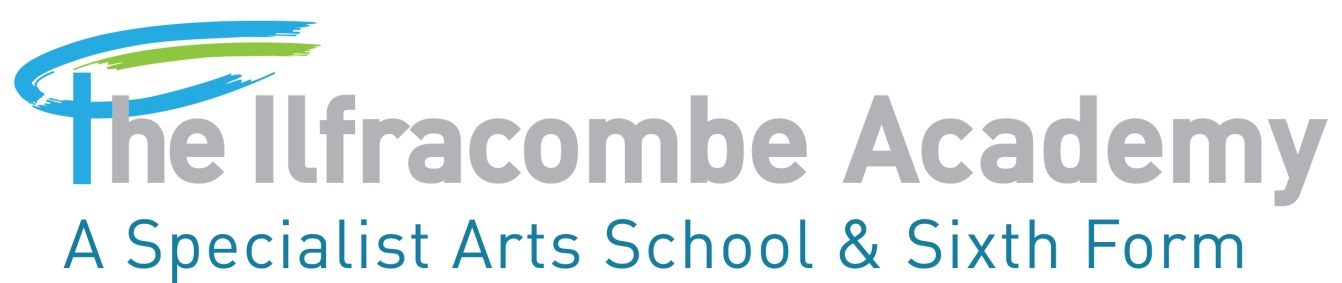 The Ilfracombe Academy
A Specialist Arts School & Sixth Form